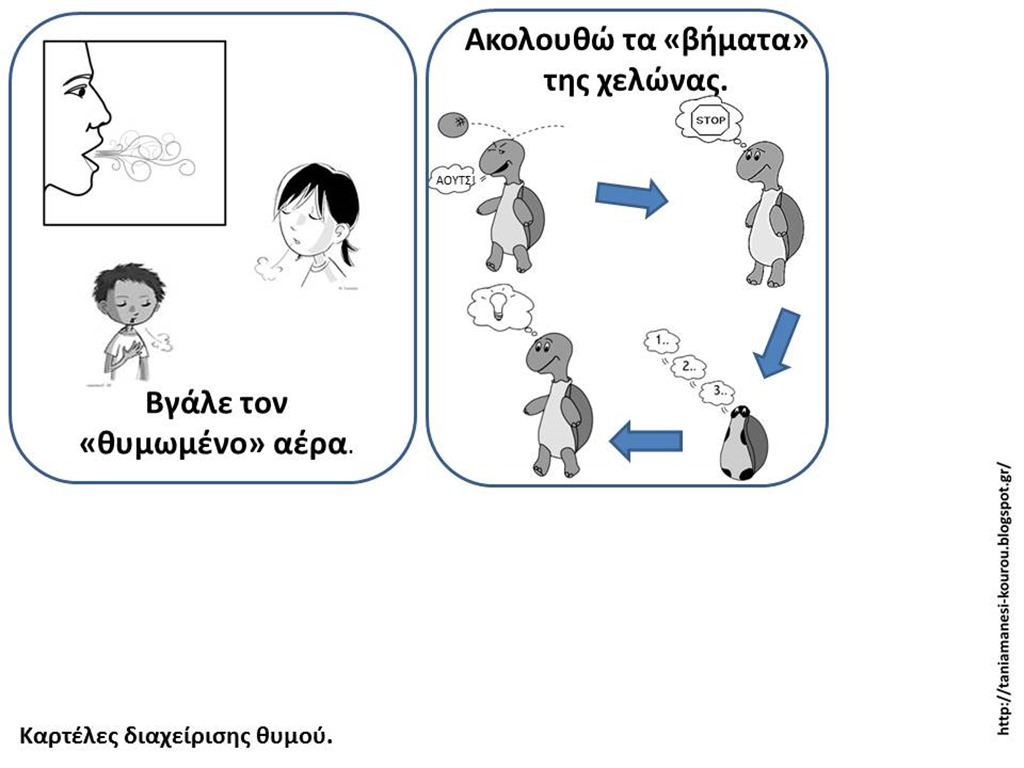 Βγάλε τον
«θυμωμένο» αέρα.
Ακολουθώ τα «βήματα»
της χελώνας.
ΑΟΥΤΣ!
STOP
1..
2..
3..
Καρτέλες διαχείρισης θυμού.
http://taniamanesi-kourou.blogspot.gr/